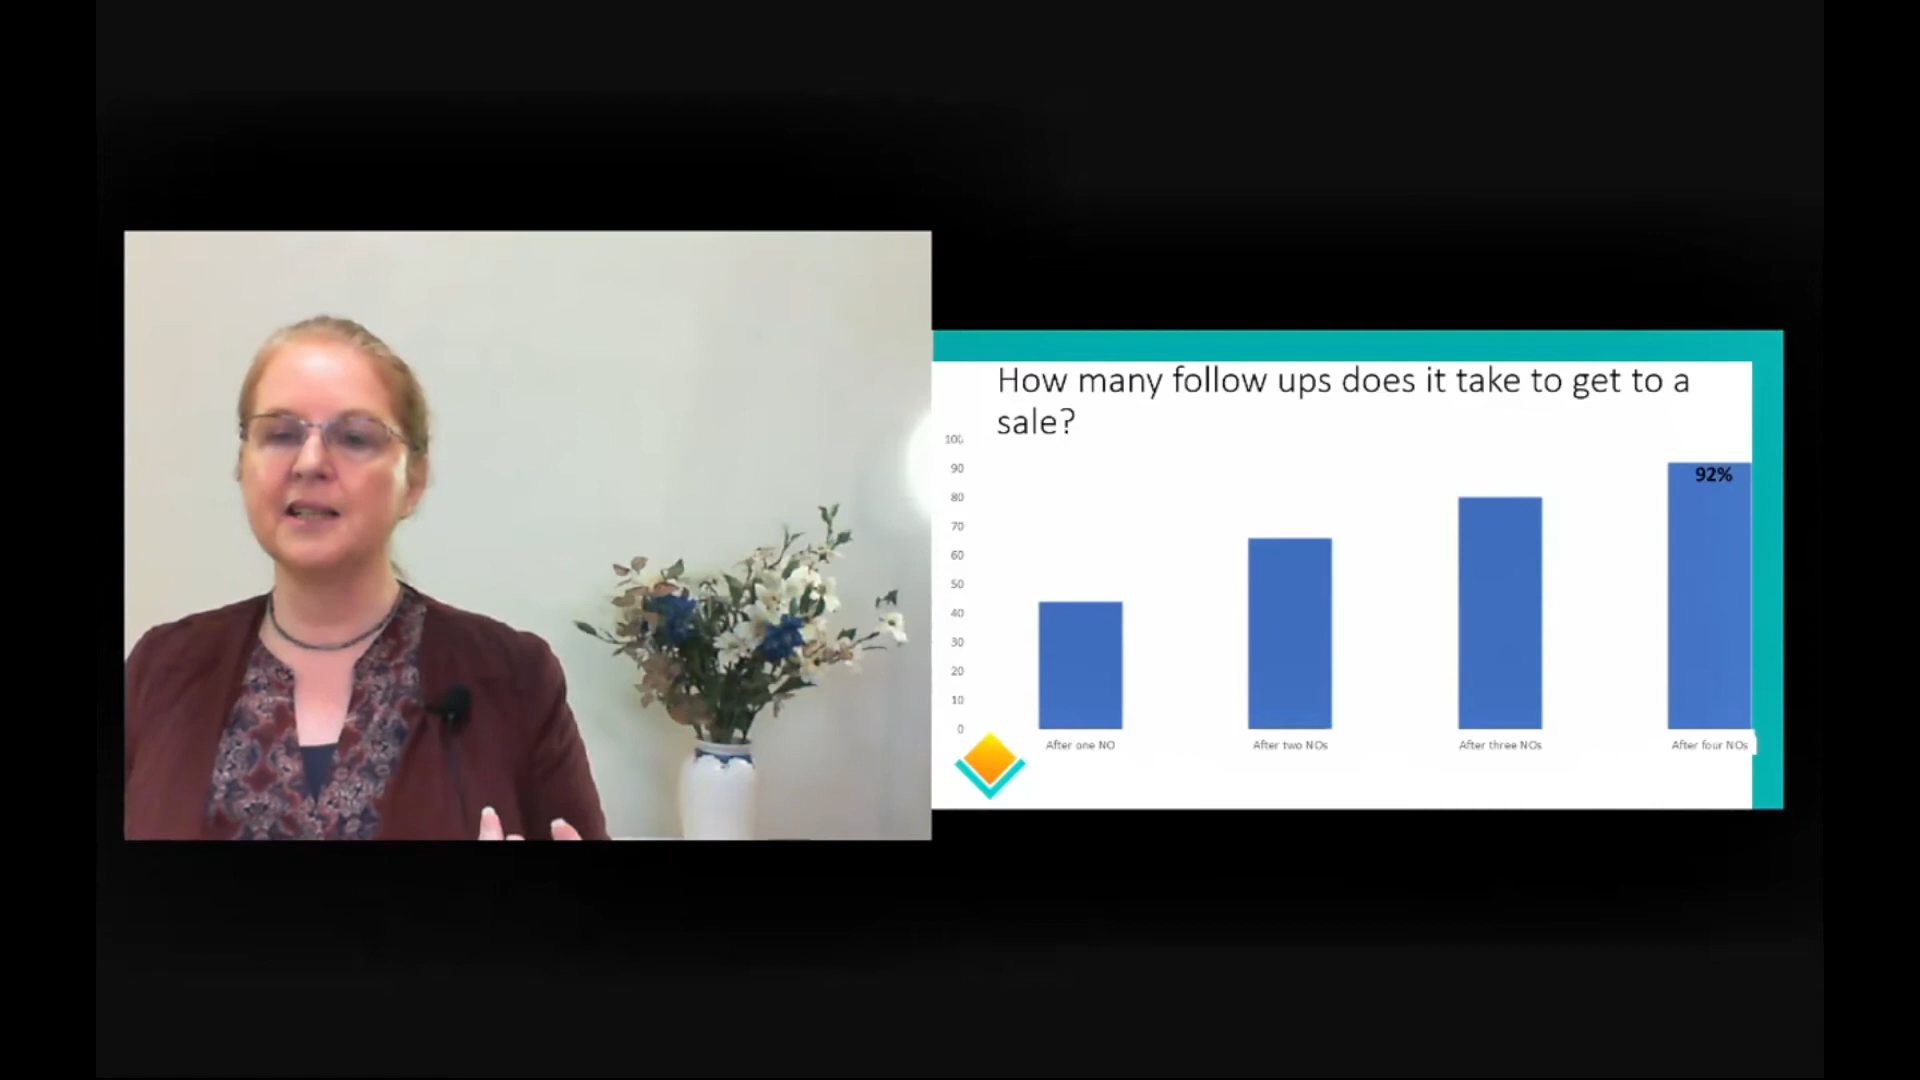 How many follow ups does it take to get to a
sale?
100
90
92%
80
70
60
50
40
30
20
10
0
After one NO
After two NOs
After three NOs
After four NOs